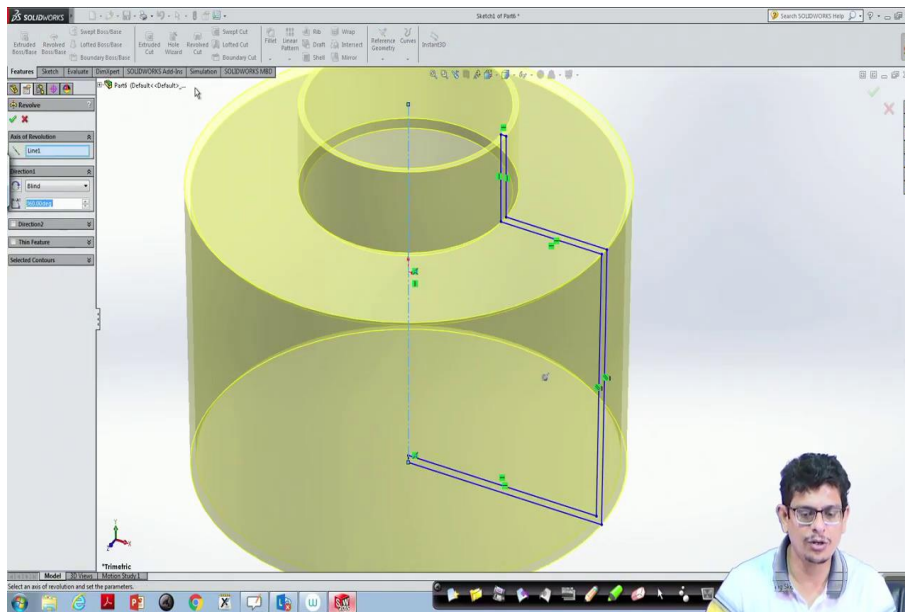 SOLIDWORKS
Sketch1 of Part6 *
Search SOLIDWORKS Help
Extruded Boss/Base
Revolved Boss/Base
Swept Boss/Base
Lofted Boss/Base
Boundary Boss/Base
Extruded Cut
Hole Wizard
Revolved Cut
Swept Cut
Lofted Cut
Boundary Cut
Fillet
Linear Pattern
Rib
Draft
Shell
Wrap
Intersect
Mirror
Reference Geometry
Curves
Instant3D
Features Sketch Evaluate DimXpert SOLIDWORKS Add-Ins Simulation SOLIDWORKS MBD
Part6 (Default<<Default>_...
Revolve
Axis of Revolution
Line1
Direction1
Blind
360.00deg
Direction2
Thin Feature
Selected Contours
*Trimetric
Model 3D Views Motion Study 1
Select an axis of revolution and set the parameters.